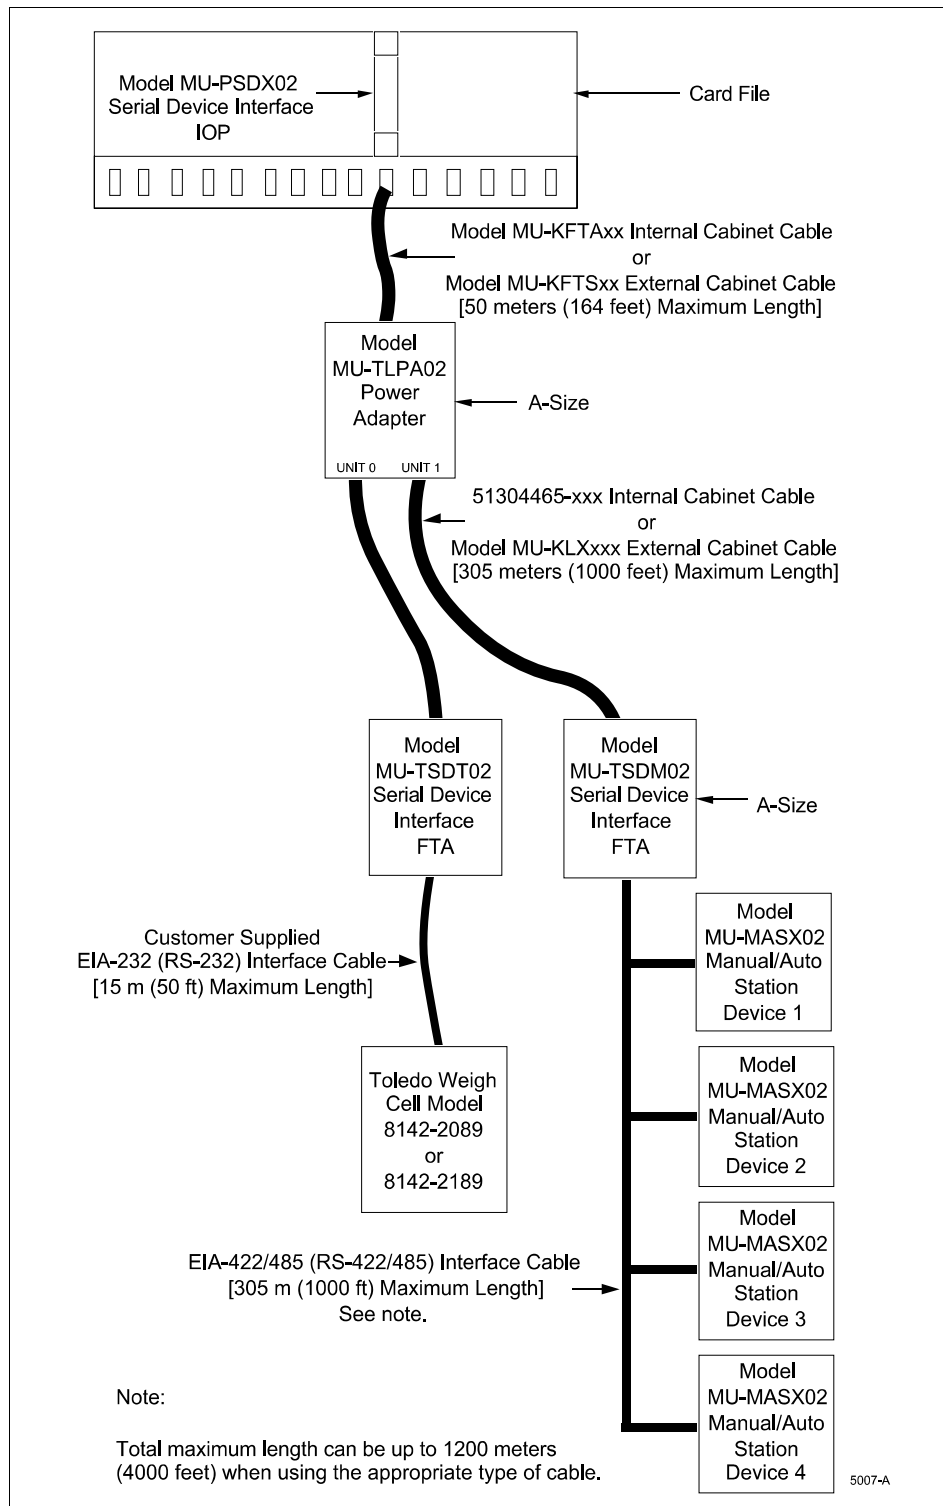 Model MU-PSDX02
Serial Device Interface
IOP
Card File
Model MU-KFTAxx Internal Cabinet Cable
or
Model MU-KFTSxx External Cabinet Cable
[50 meters (164 feet) Maximum Length]
Model
MU-TLPA02
Power
Adapter
A-Size
UNIT 0 UNIT 1
51304465-xxx Internal Cabinet Cable
or
Model MU-KLXxxx External Cabinet Cable
[305 meters (1000 feet) Maximum Length]
Model
MU-TSDT02
Serial Device
Interface
FTA
Model
MU-TSDM02
Serial Device
Interface
FTA
A-Size
Customer Supplied
EIA-232 (RS-232) Interface Cable
[15 m (50 ft) Maximum Length]
Model
MU-MASX02
Manual/Auto
Station
Device 1
Toledo Weigh
Cell Model
8142-2089
or
8142-2189
Model
MU-MASX02
Manual/Auto
Station
Device 2
EIA-422/485 (RS-422/485) Interface Cable
[305 m (1000 ft) Maximum Length]
See note.
Model
MU-MASX02
Manual/Auto
Station
Device 3
Model
MU-MASX02
Manual/Auto
Station
Device 4
Note:
Total maximum length can be up to 1200 meters
(4000 feet) when using the appropriate type of cable.
5007-A